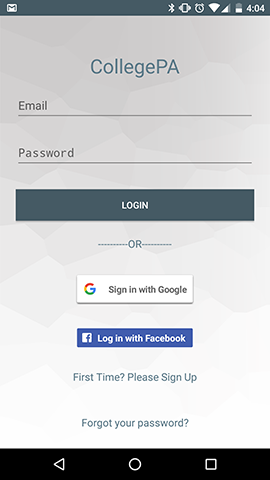 4:04
CollegePA
Email
Password
LOGIN
----------OR----------
Sign in with Google
Log in with Facebook
First Time? Please Sign Up
Forgot your password?